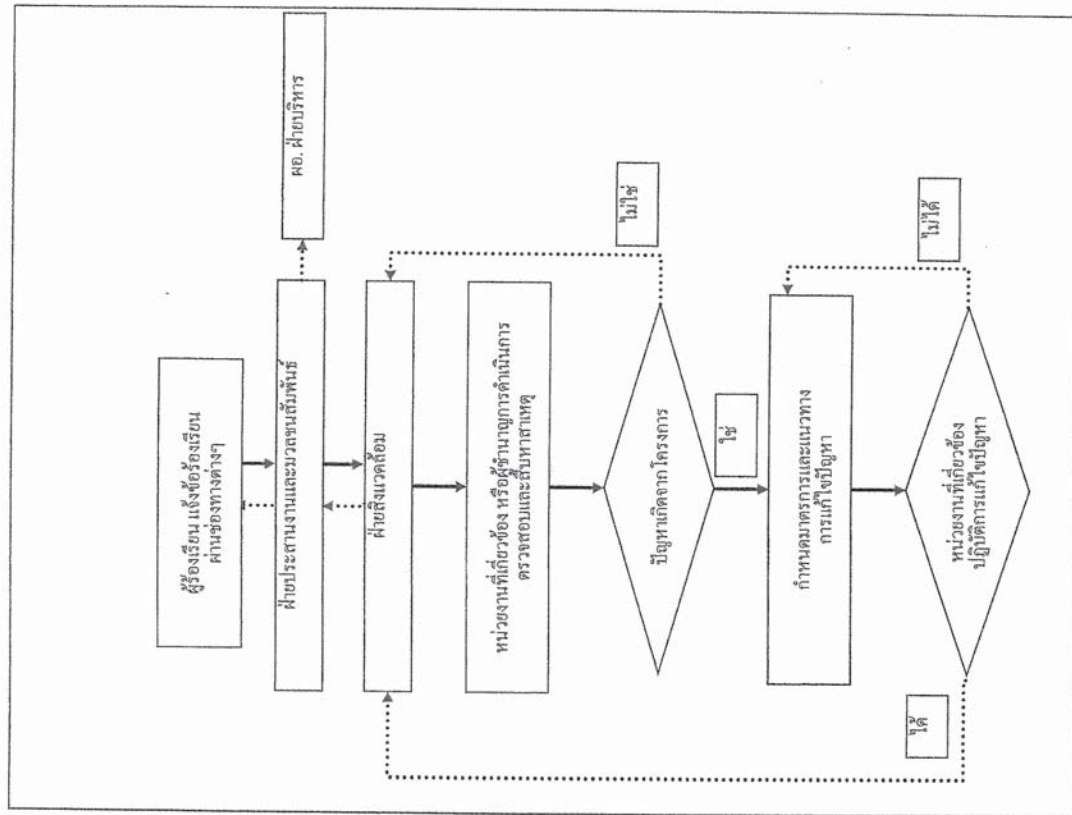 ผู้ร้องเรียน แจ้งข้อร้องเรียน
ผ่านช่องทางต่างๆ
ฝ่ายประสานงานและมวลชนสัมพันธ์
ผอ. ฝ่ายบริหาร
ฝ่ายสิ่งแวดล้อม
หน่วยงานที่เกี่ยวข้อง หรือผู้ชำนาญการดำเนินการ
ตรวจสอบและสืบหาสาเหตุ
ปัญหาเกิดจากโครงการ
ไม่ใช่
ใช่
กำหนดมาตรการและแนวทาง
การแก้ไขปัญหา
หน่วยงานที่เกี่ยวข้อง
ปฏิบัติการแก้ไขปัญหา
ไม่ได้
ได้